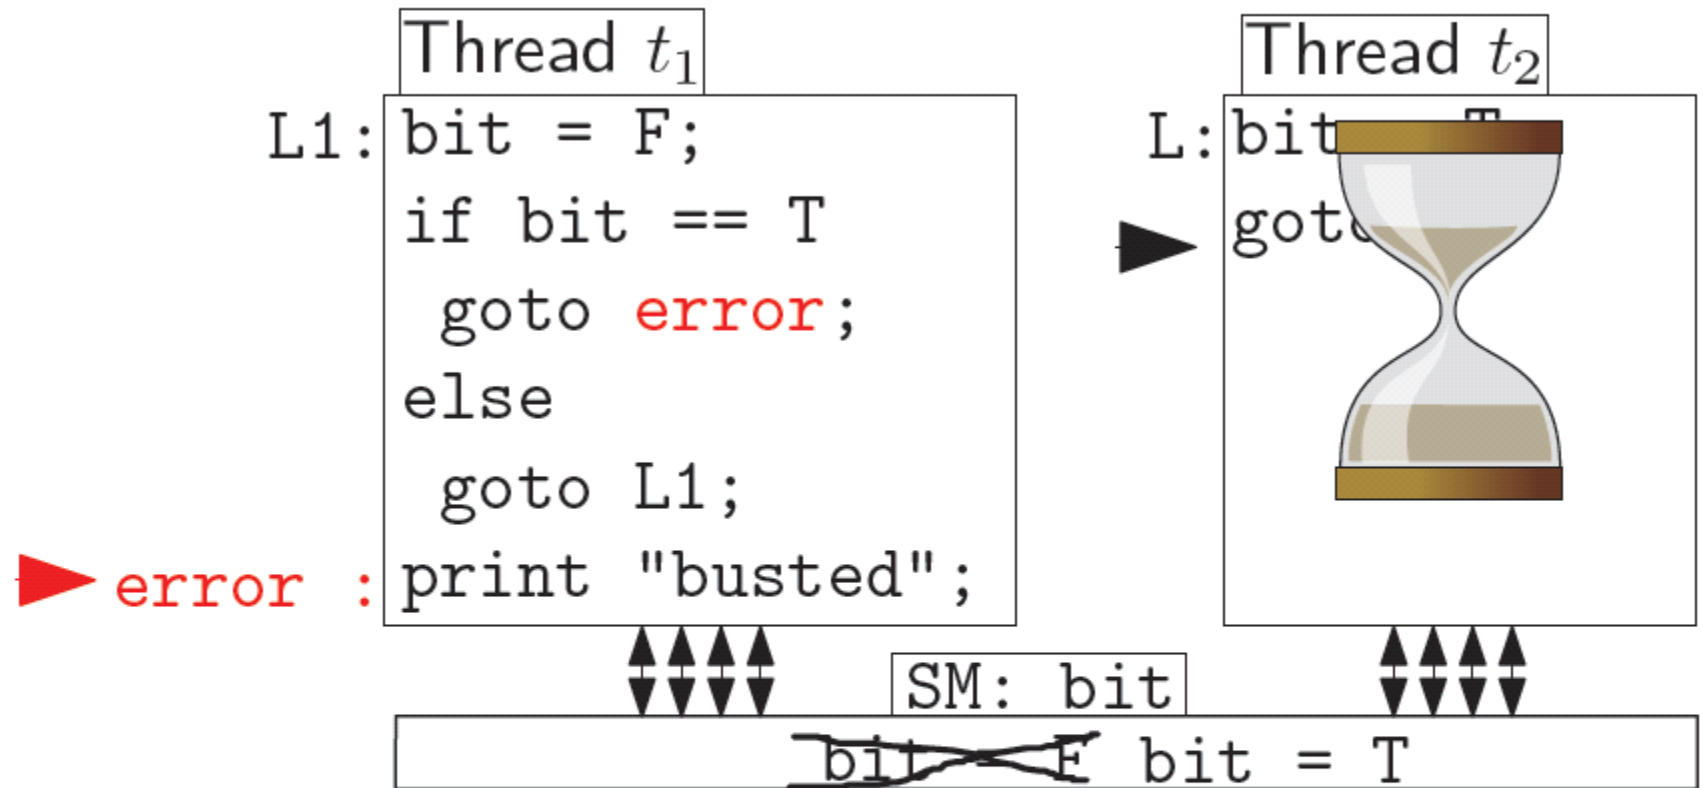 Thread t₁
L1: bit = F;
if bit == T
goto error;
else
goto L1;
error : print "busted";
Thread t₂
L: bit
goto
SM: bit
bit F bit = T